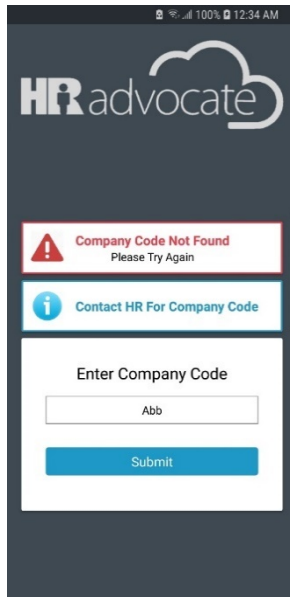 100% 12:34 AM
HR advocate
Company Code Not Found
Please Try Again
Contact HR For Company Code
Enter Company Code
Abb
Submit